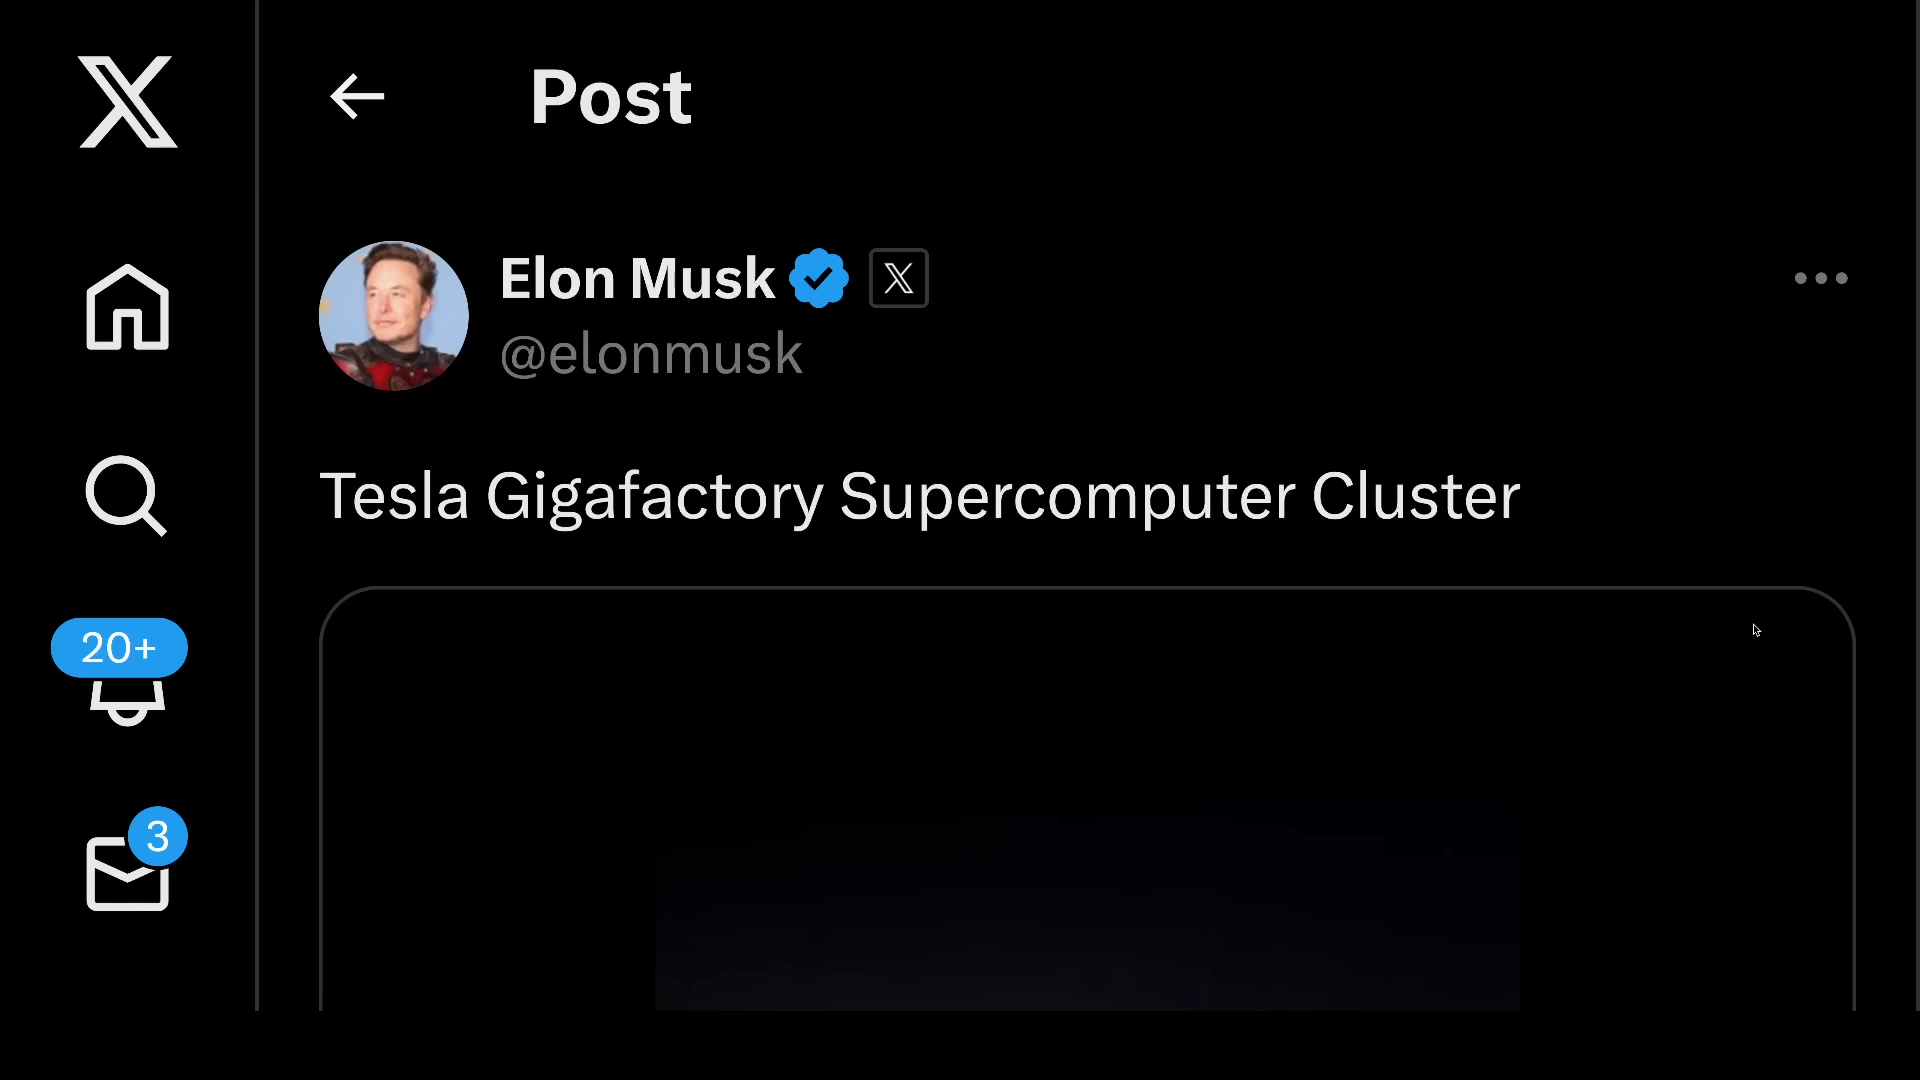 Post
Elon Musk
@elonmusk
Tesla Gigafactory Supercomputer Cluster
20+
3